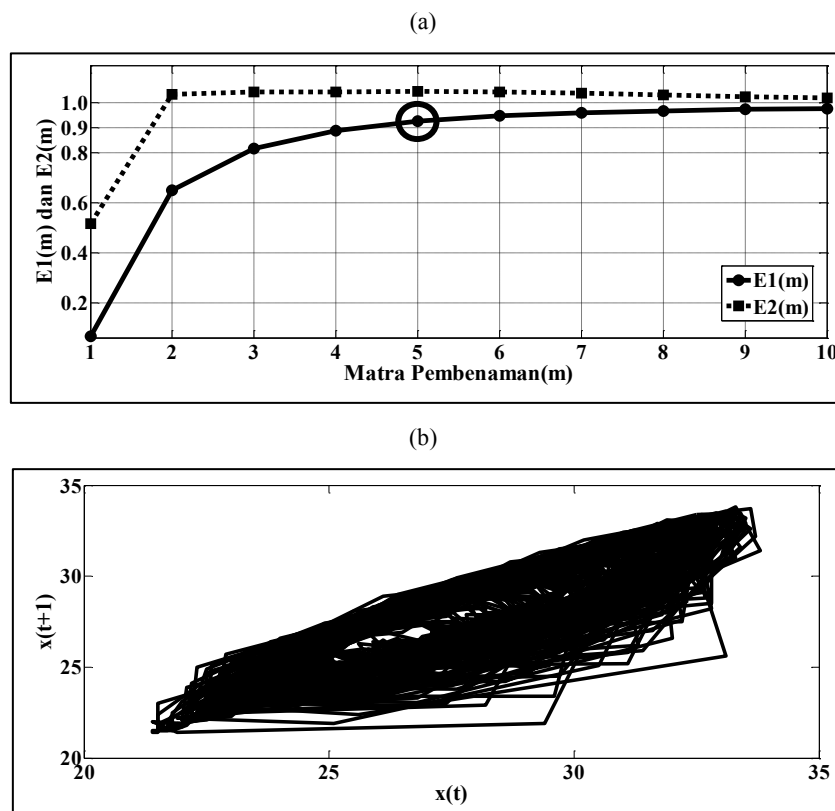 (a)
E1(m) dan E2(m)
1.0
0.9
0.8
0.6
0.4
0.2
E1(m)
E2(m)
1 2 3 4 5 6 7 8 9 10
Matra Pembenaman(m)
(b)
x(t+1)
35
30
25
20
20 25 30 35
x(t)